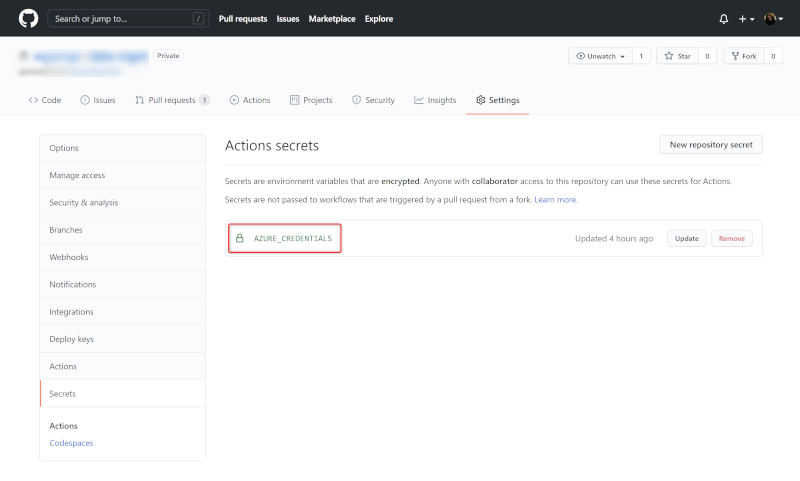 Search or jump to... /
Pull requests Issues Marketplace Explore
Private
Unwatch 1 Star 0 Fork 0
Code Issues Pull requests 1 Actions Projects Security Insights Settings
Options
Manage access
Security & analysis
Branches
Webhooks
Notifications
Integrations
Deploy keys
Actions
Secrets
Actions
Codespaces
Actions secrets
New repository secret
Secrets are environment variables that are encrypted. Anyone with collaborator access to this repository can use these secrets for Actions.
Secrets are not passed to workflows that are triggered by a pull request from a fork. Learn more.
AZURE_CREDENTIALS Updated 4 hours ago Update Remove